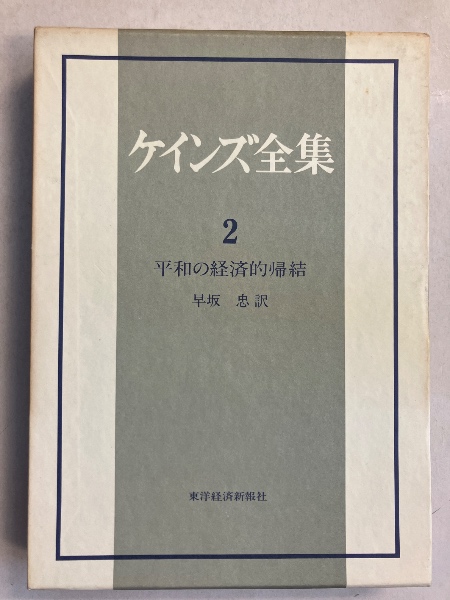 ケインズ全集
2
平和の経済的帰結
早坂 忠訳
東洋経済新報社